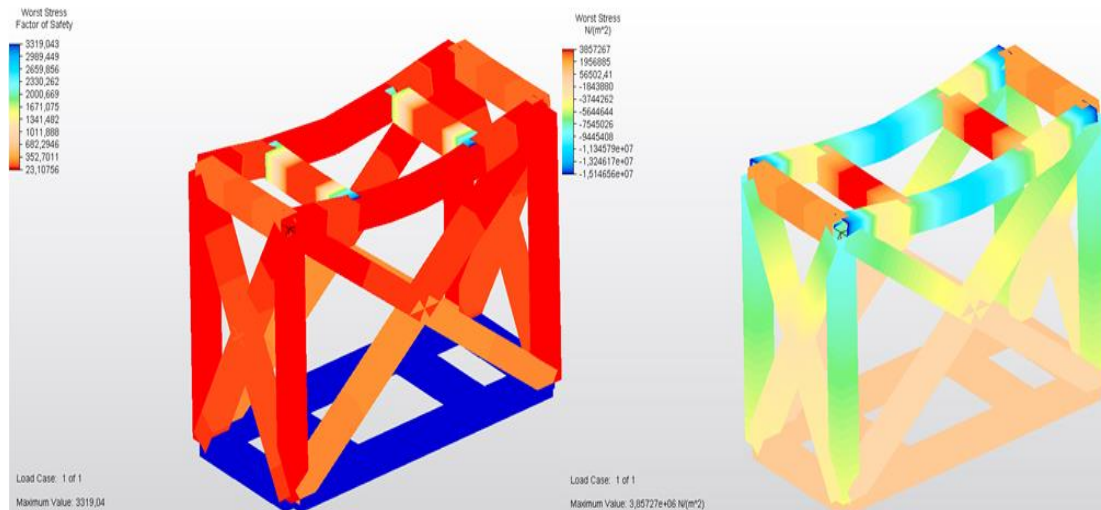 Worst Stress
Factor of Safety
3319,043
2989,449
2659,856
2330,262
2000,669
1671,075
1341,482
1011,888
682,2946
352,7011
23,10756
Load Case: 1 of 1
Maximum Value: 3319,04
Worst Stress
N/(m^2)
3857267
1956885
56502,41
-1843880
-3744262
-5644644
-7545026
-9445408
-1,134579e+07
-1,324617e+07
-1,514656e+07
Load Case: 1 of 1
Maximum Value: 3,85727e+06 N/(m^2)